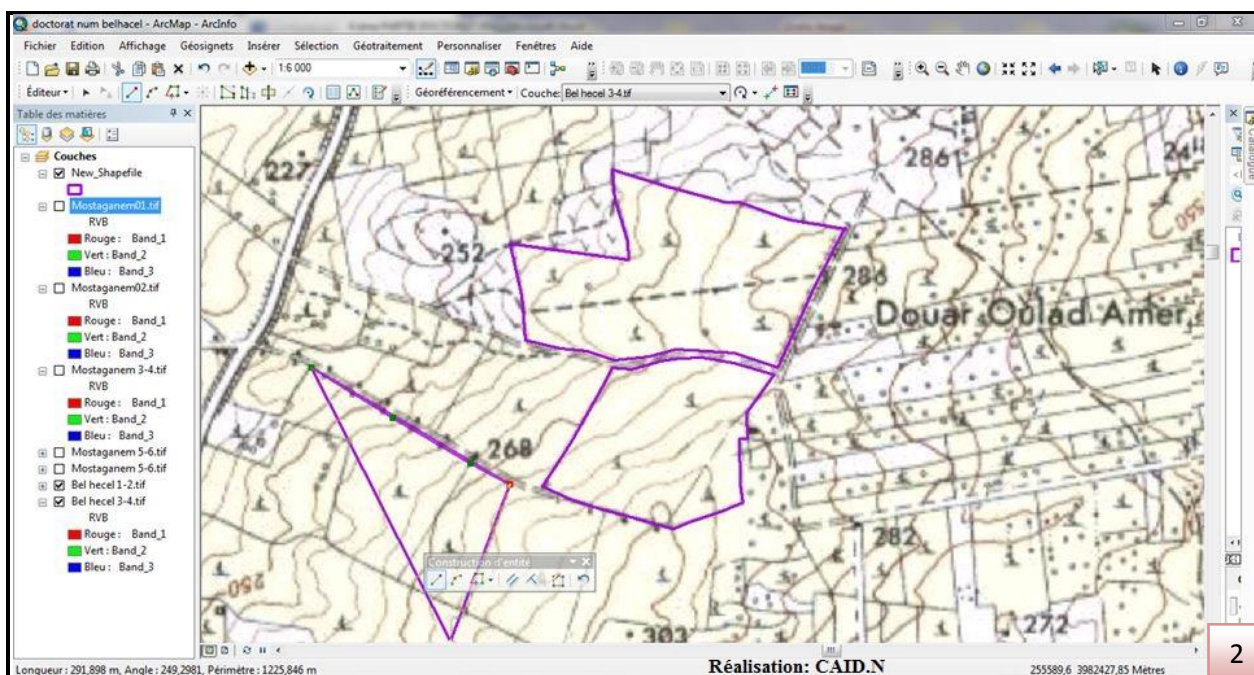 doctorat num belhacel - ArcMap - ArcInfo
Fichier Edition Affichage Géosignets Insérer Sélection Géotraitement Personnaliser Fenêtres Aide
1:6 000
Éditeur Géoréférencement Couche: Bel hecel 3-4.tif
Table des matières
Couches
New_Shapefile
Mostaganem01.tif
RVB
Rouge : Band_1
Vert : Band_2
Bleu : Band_3
Mostaganem02.tif
RVB
Rouge : Band_1
Vert : Band_2
Bleu : Band_3
Mostaganem 3-4.tif
RVB
Rouge : Band_1
Vert : Band_2
Bleu : Band_3
Mostaganem 5-6.tif
Mostaganem 5-6.tif
Bel hecel 1-2.tif
Bel hecel 3-4.tif
RVB
Rouge : Band_1
Vert : Band_2
Bleu : Band_3
227
2861
252
286
Douar Oulad Amer
268
282
250
303
272
Construction d'entité
Catalogue
Longueur : 291,898 m, Angle : 249,2981, Périmètre : 1225,846 m
Réalisation: CAID.N
255589,6 3982427,85 Mètres
2